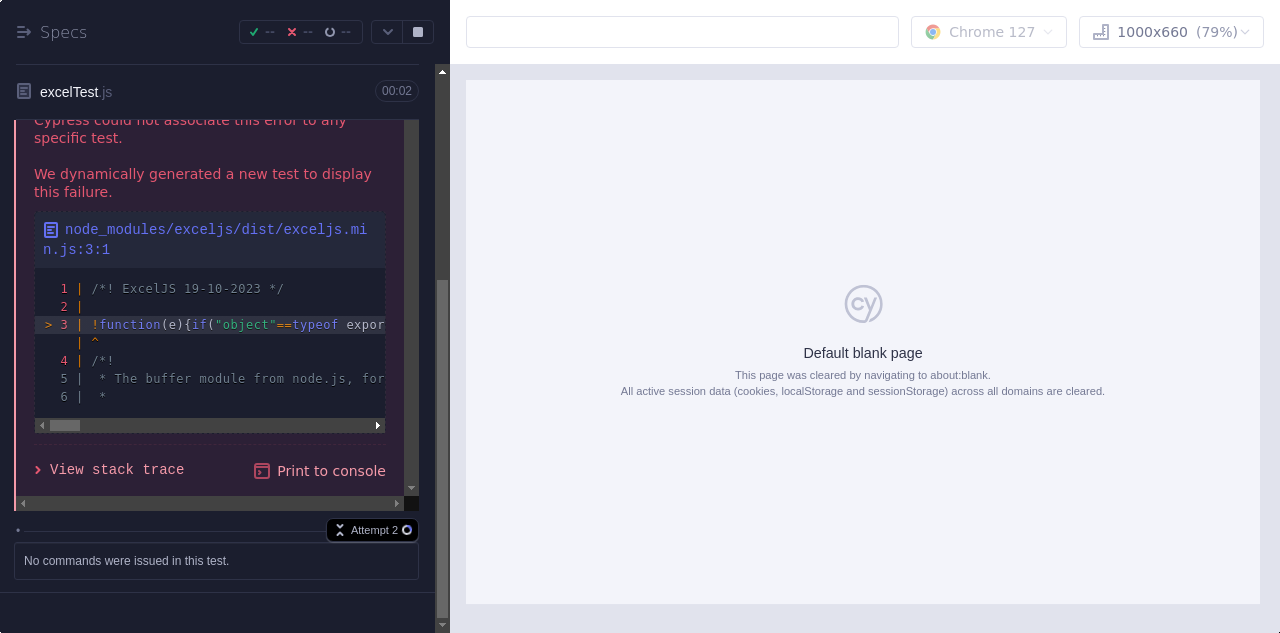 Specs
--
--
--
Chrome 127
1000x660 (79%)
excelTest.js
00:02
Cypress could not associate this error to any
specific test.
We dynamically generated a new test to display
this failure.
node_modules/exceljs/dist/exceljs.mi
n.js:3:1
1 | /*! ExcelJS 19-10-2023 */
2 |
> 3 | !function(e){if("object"==typeof expor
| ^
4 | /*!
5 |  * The buffer module from node.js, for
6 |  *
View stack trace
Print to console
Attempt 2
No commands were issued in this test.
cy
Default blank page
This page was cleared by navigating to about:blank.
All active session data (cookies, localStorage and sessionStorage) across all domains are cleared.